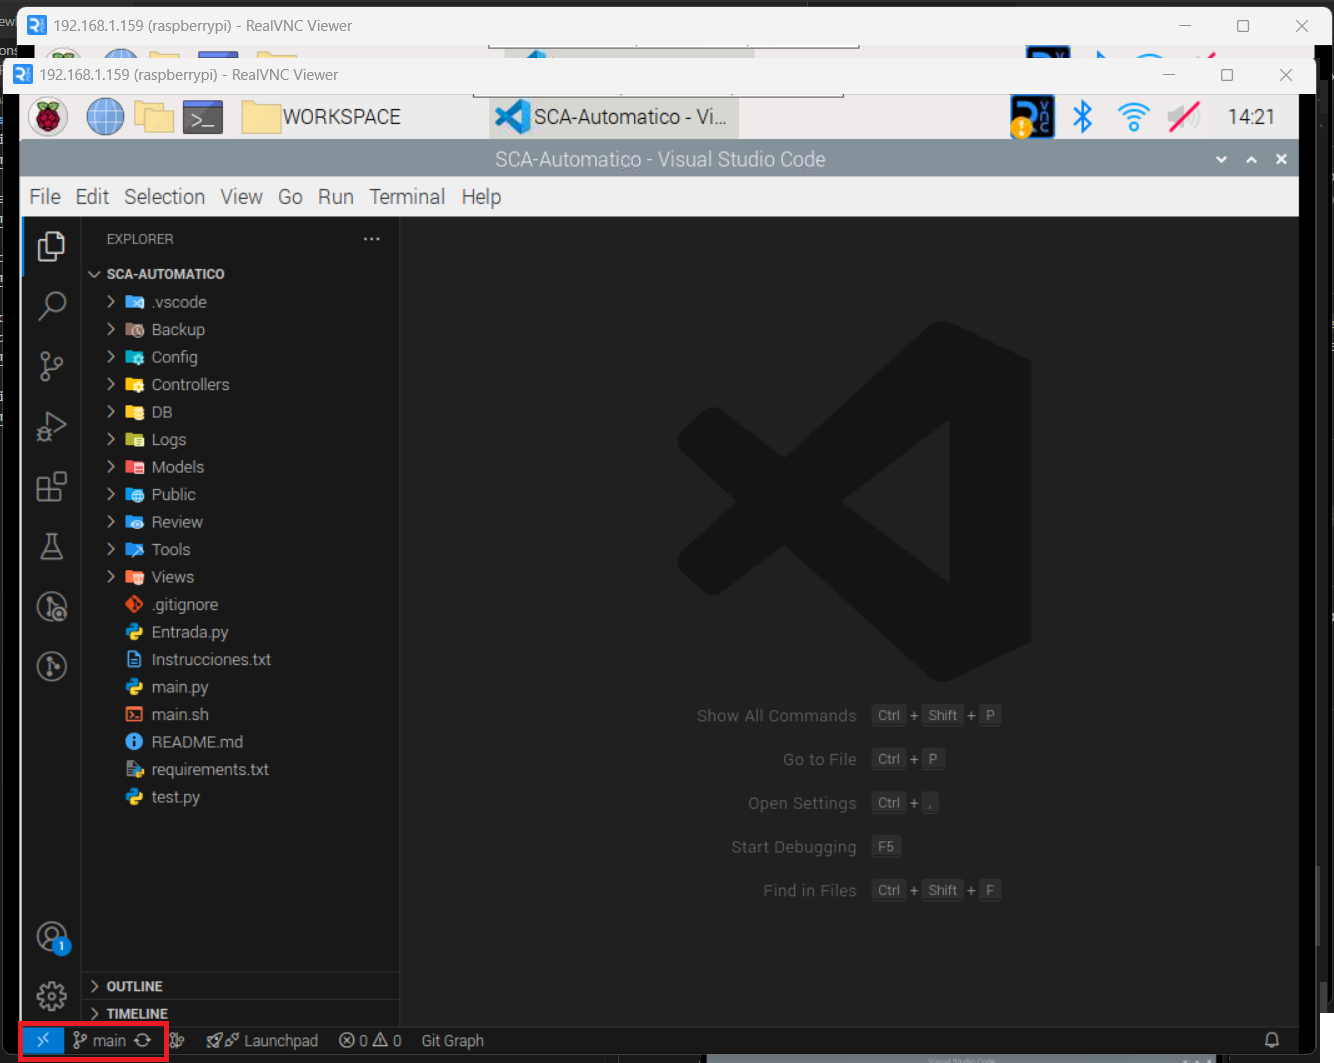 192.168.1.159 (raspberrypi) - RealVNC Viewer
192.168.1.159 (raspberrypi) - RealVNC Viewer
WORKSPACE
SCA-Automatico - Vi...
14:21
SCA-Automatico - Visual Studio Code
File Edit Selection View Go Run Terminal Help
EXPLORER
SCA-AUTOMATICO
.vscode
Backup
Config
Controllers
DB
Logs
Models
Public
Review
Tools
Views
.gitignore
Entrada.py
Instrucciones.txt
main.py
main.sh
README.md
requirements.txt
test.py
Show All Commands Ctrl + Shift + P
Go to File Ctrl + P
Open Settings Ctrl + ,
Start Debugging F5
Find in Files Ctrl + Shift + F
1
OUTLINE
TIMELINE
main Launchpad 0 0 Git Graph
Visual Studio Code